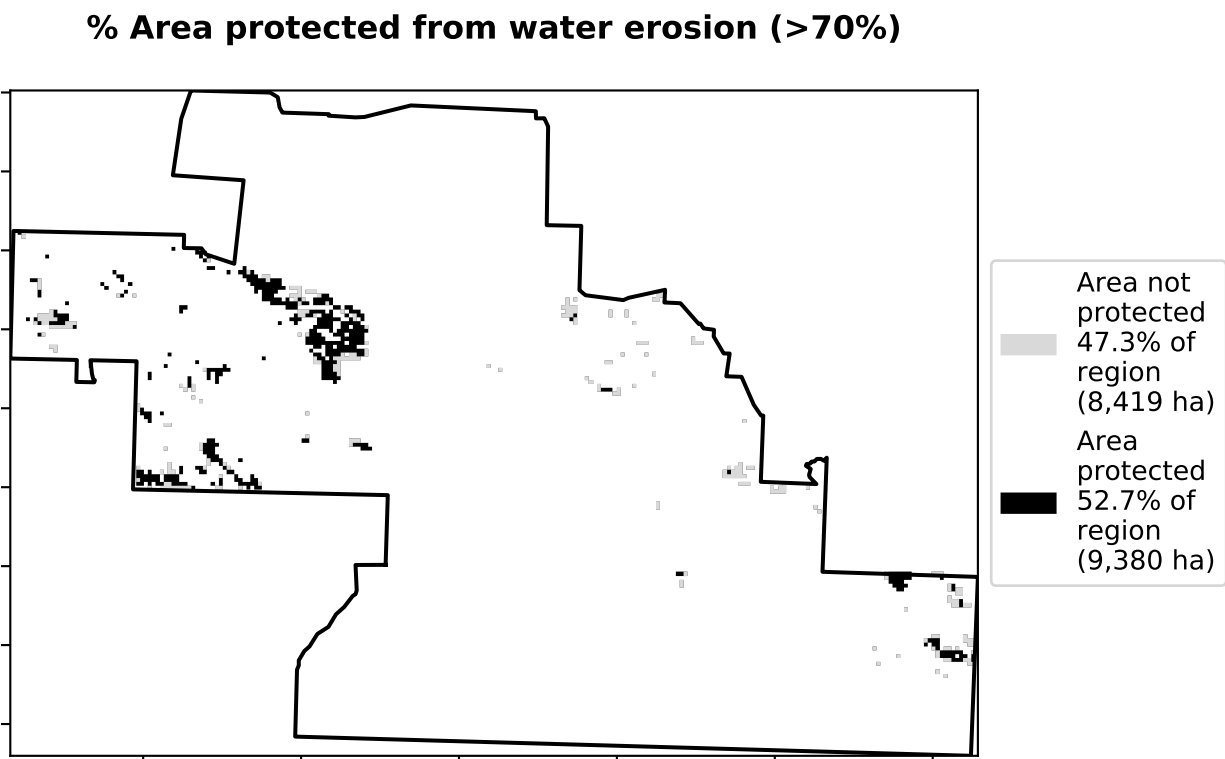 % Area protected from water erosion (>70%)
Area not
protected
47.3% of
region
(8,419 ha)
Area
protected
52.7% of
region
(9,380 ha)